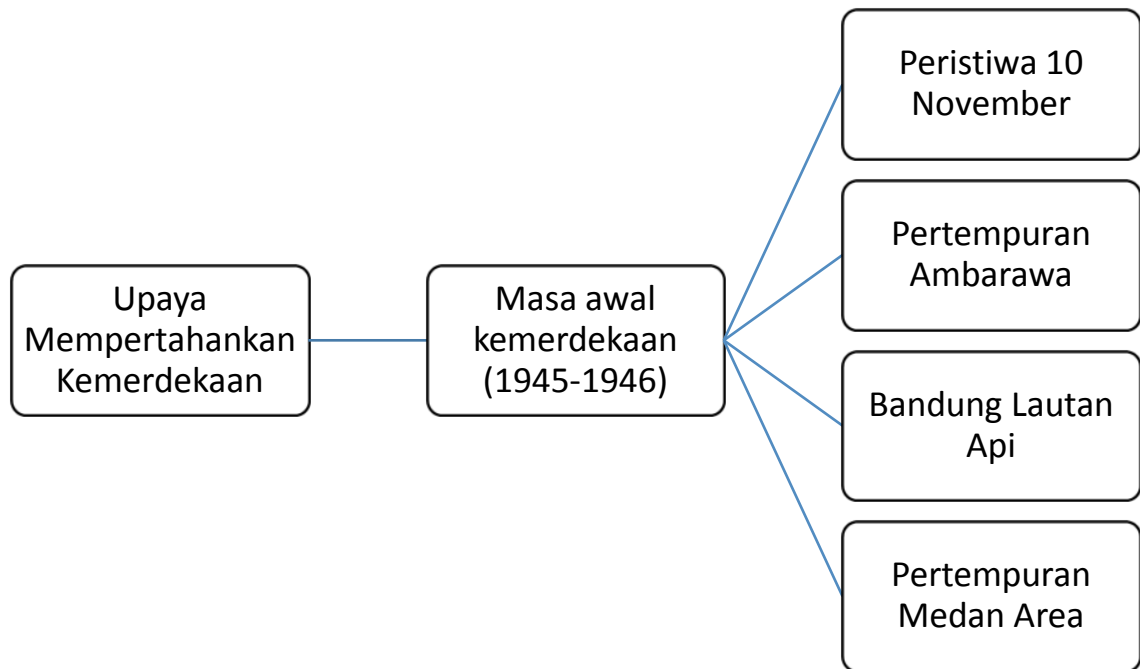 Upaya
Mempertahankan
Kemerdekaan
Masa awal
kemerdekaan
(1945-1946)
Peristiwa 10
November
Pertempuran
Ambarawa
Bandung Lautan
Api
Pertempuran
Medan Area